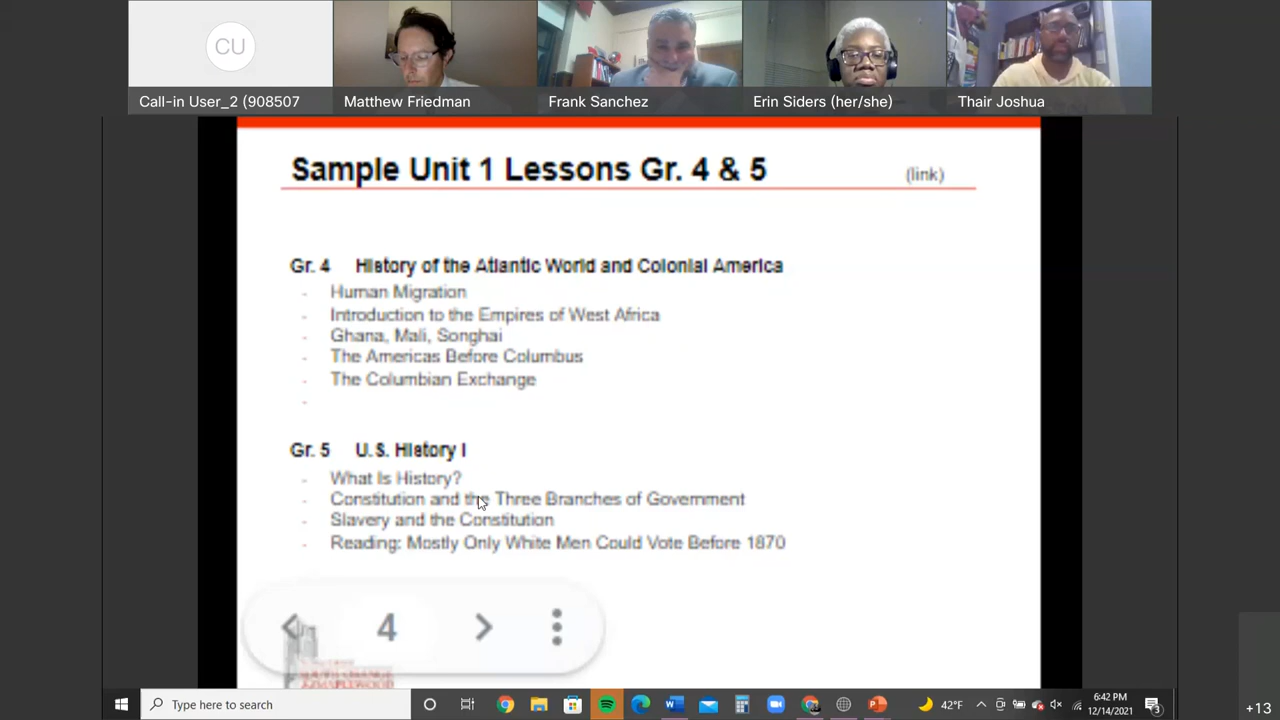 CU
Call-in User_2 (908507
Matthew Friedman
Frank Sanchez
Erin Siders (her/she)
Thair Joshua
Sample Unit 1 Lessons Gr. 4 & 5
(link)
Gr. 4 History of the Atlantic World and Colonial America
- Human Migration
- Introduction to the Empires of West Africa
- Ghana, Mali, Songhai
- The Americas Before Columbus
- The Columbian Exchange
-
Gr. 5 U.S. History I
- What Is History?
- Constitution and the Three Branches of Government
- Slavery and the Constitution
- Reading: Mostly Only White Men Could Vote Before 1870
4
SOUTH ORANGE
& MAPLEWOOD
Type here to search
42°F
6:42 PM
12/14/2021
3
+13